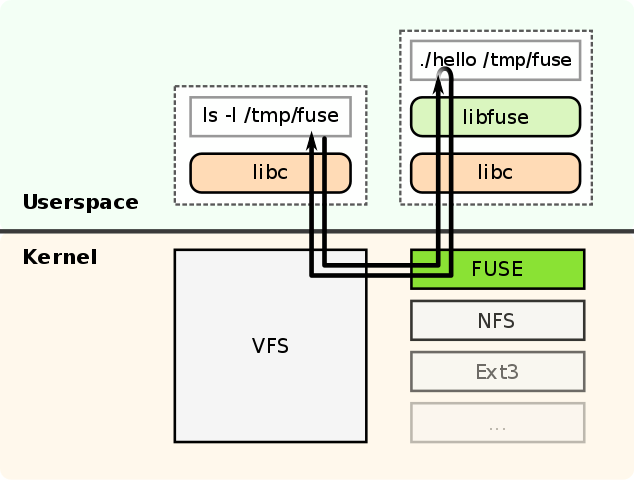 ./hello /tmp/fuse
ls -l /tmp/fuse
libfuse
libc
libc
Userspace
Kernel
FUSE
NFS
VFS
Ext3
...